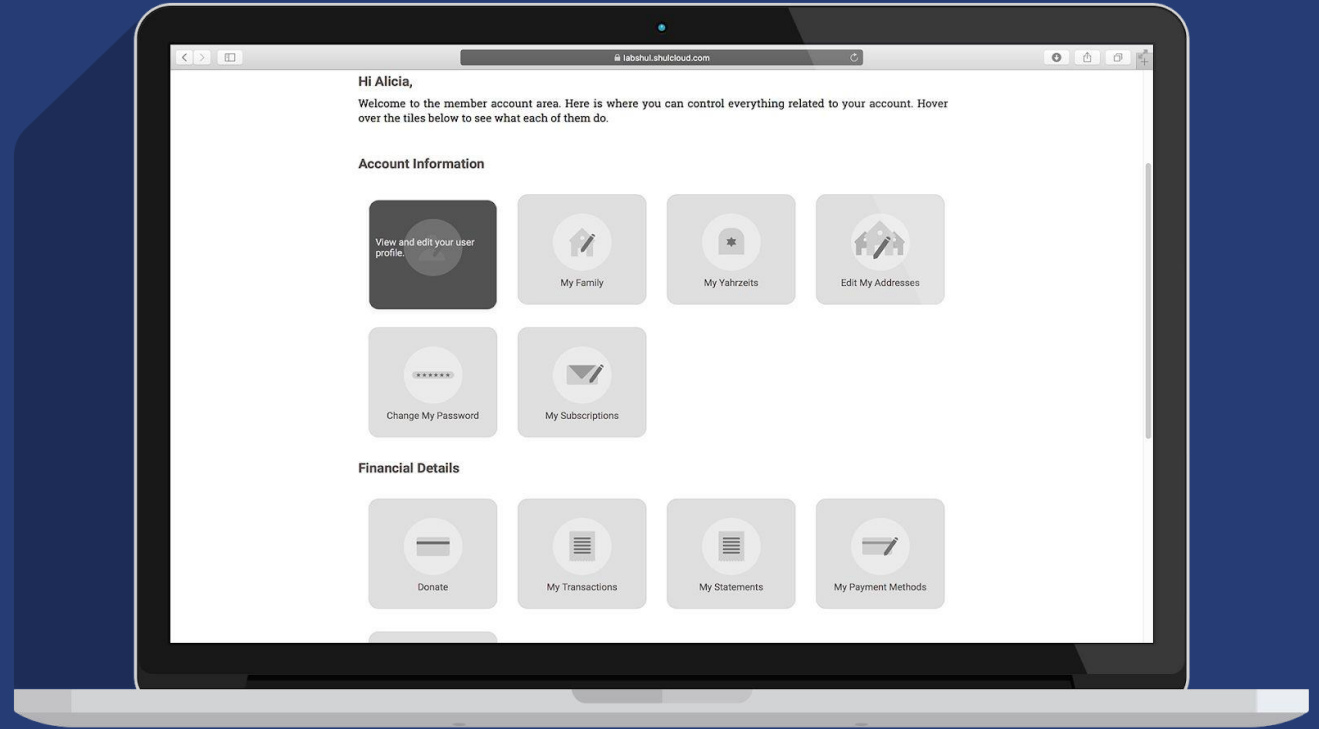 labshul.shulcloud.com
Hi Alicia,
Welcome to the member account area. Here is where you can control everything related to your account. Hover
over the tiles below to see what each of them do.
Account Information
View and edit your user
profile.
My Family
My Yahrzeits
Edit My Addresses
Change My Password
My Subscriptions
Financial Details
Donate
My Transactions
My Statements
My Payment Methods